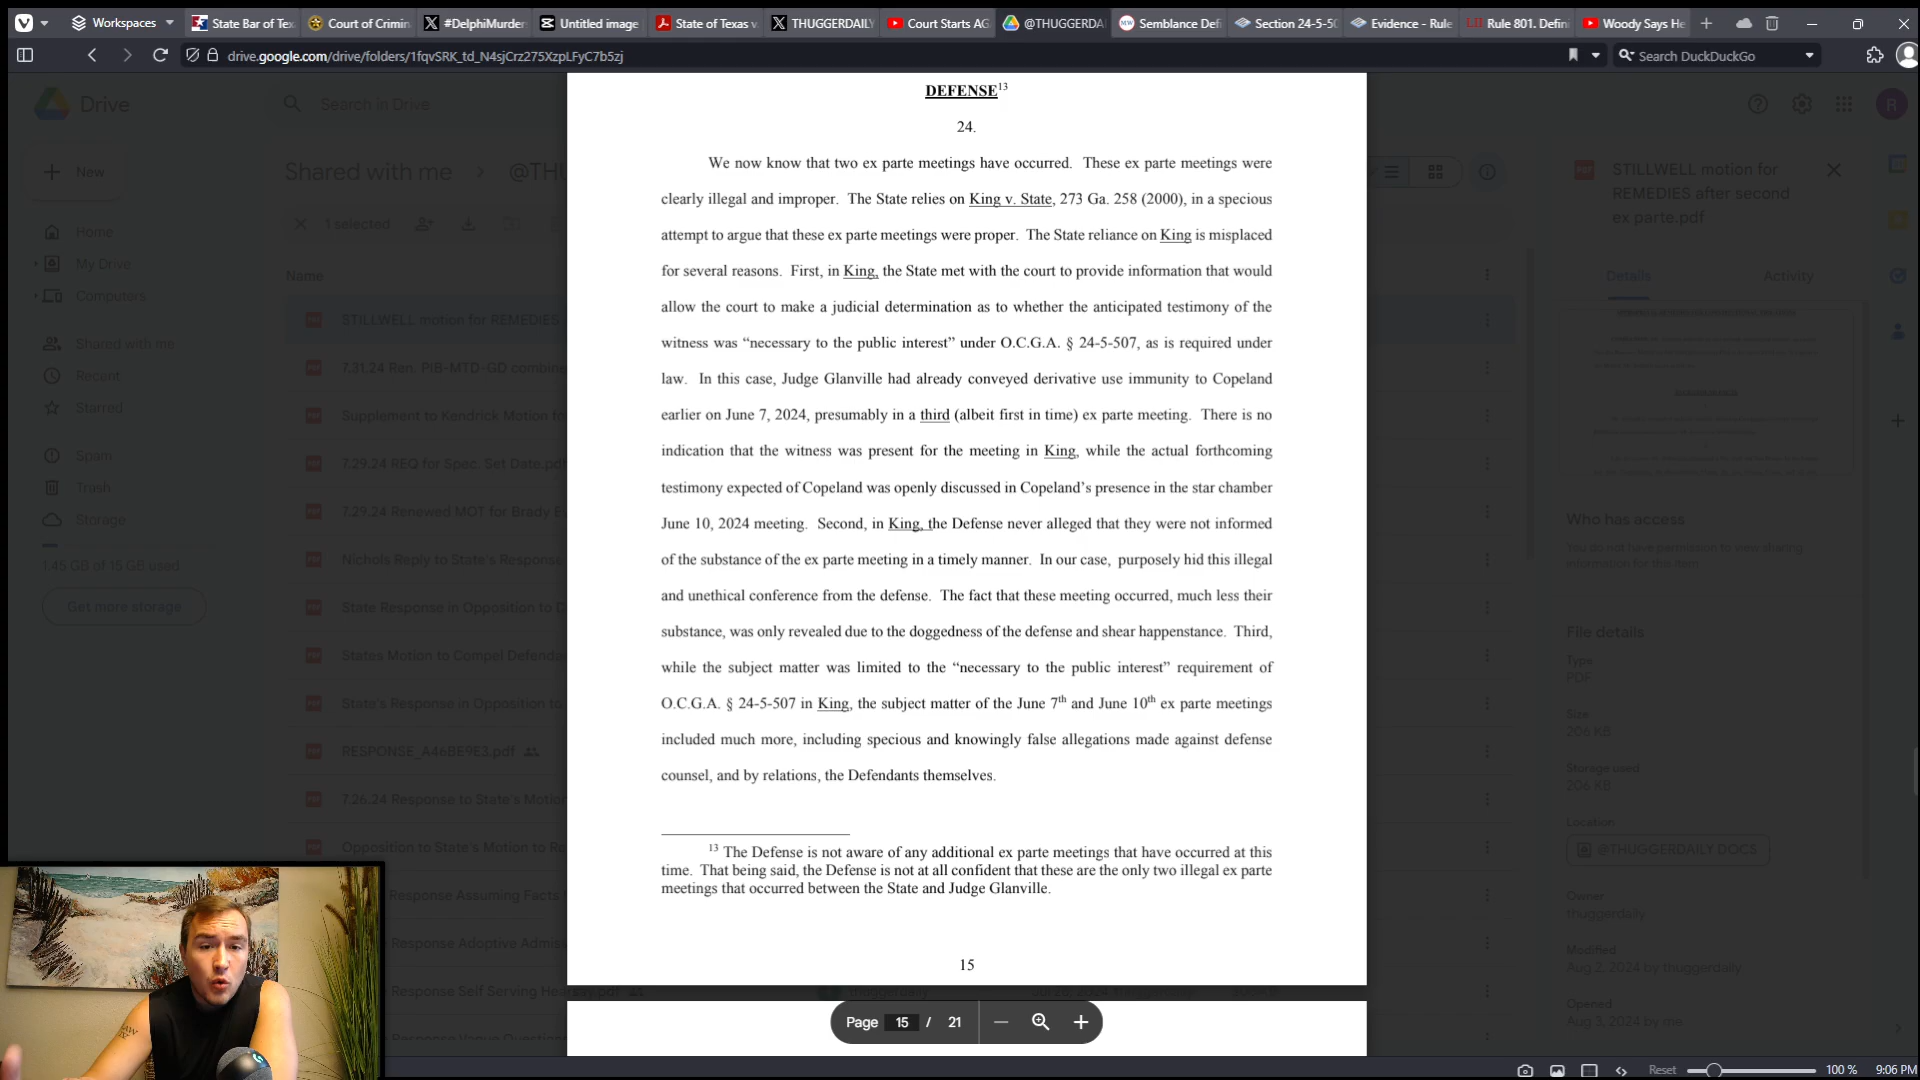 Workspaces
State Bar of Tex
Court of Crimin
#DelphiMurder
Untitled image
State of Texas v
THUGGERDAILY
Court Starts AG
@THUGGERDA
Semblance Def
Section 24-5-50
Evidence - Rule
Rule 801. Defini
Woody Says He
drive.google.com/drive/folders/1fqvSRK_td_N4sjCrz275XzpLFyC7b5zj
Search DuckDuckGo
Drive
Search in Drive
R
New
Shared with me > @THU
1 selected
Home
My Drive
Computers
Shared with me
Recent
Starred
Spam
Trash
Storage
1.45 GB of 15 GB used
Get more storage
Name
STILLWELL motion for REMEDIES
7.31.24 Ren. PIB-MTD-GD combine
Supplement to Kendrick Motion fo
7.29.24 REQ for Spec. Set Date.pdf
7.29.24 Renewed MOT for Brady E
Nichols Reply to State's Response
State Response in Opposition to D
States Motion to Compel Defenda
State's Response in Opposition to
RESPONSE_A46BE9E3.pdf
7.26.24 Response to State's Motion
Opposition to State's Motion to Re
Response Assuming Facts
Response Adoptive Admis
Response Self Serving Hearsay.pdf
Response Vague Questions
DEFENSE13
24.
We now know that two ex parte meetings have occurred. These ex parte meetings were
clearly illegal and improper. The State relies on King v. State, 273 Ga. 258 (2000), in a specious
attempt to argue that these ex parte meetings were proper. The State reliance on King is misplaced
for several reasons. First, in King, the State met with the court to provide information that would
allow the court to make a judicial determination as to whether the anticipated testimony of the
witness was “necessary to the public interest” under O.C.G.A. § 24-5-507, as is required under
law. In this case, Judge Glanville had already conveyed derivative use immunity to Copeland
earlier on June 7, 2024, presumably in a third (albeit first in time) ex parte meeting. There is no
indication that the witness was present for the meeting in King, while the actual forthcoming
testimony expected of Copeland was openly discussed in Copeland’s presence in the star chamber
June 10, 2024 meeting. Second, in King, the Defense never alleged that they were not informed
of the substance of the ex parte meeting in a timely manner. In our case, purposely hid this illegal
and unethical conference from the defense. The fact that these meeting occurred, much less their
substance, was only revealed due to the doggedness of the defense and shear happenstance. Third,
while the subject matter was limited to the “necessary to the public interest” requirement of
O.C.G.A. § 24-5-507 in King, the subject matter of the June 7th and June 10th ex parte meetings
included much more, including specious and knowingly false allegations made against defense
counsel, and by relations, the Defendants themselves.
13 The Defense is not aware of any additional ex parte meetings that have occurred at this
time. That being said, the Defense is not at all confident that these are the only two illegal ex parte
meetings that occurred between the State and Judge Glanville.
15
Page 15 / 21
STILLWELL motion for
REMEDIES after second
ex parte.pdf
Details
Activity
Who has access
You do not have permission to view sharing
information for this item
File details
Type
PDF
Size
206 KB
Storage used
206 KB
Location
@THUGGERDAILY DOCS
Owner
thuggerdaily
Modified
Aug 2, 2024 by thuggerdaily
Opened
Aug 3, 2024 by me
Reset
100 %
9:06 PM